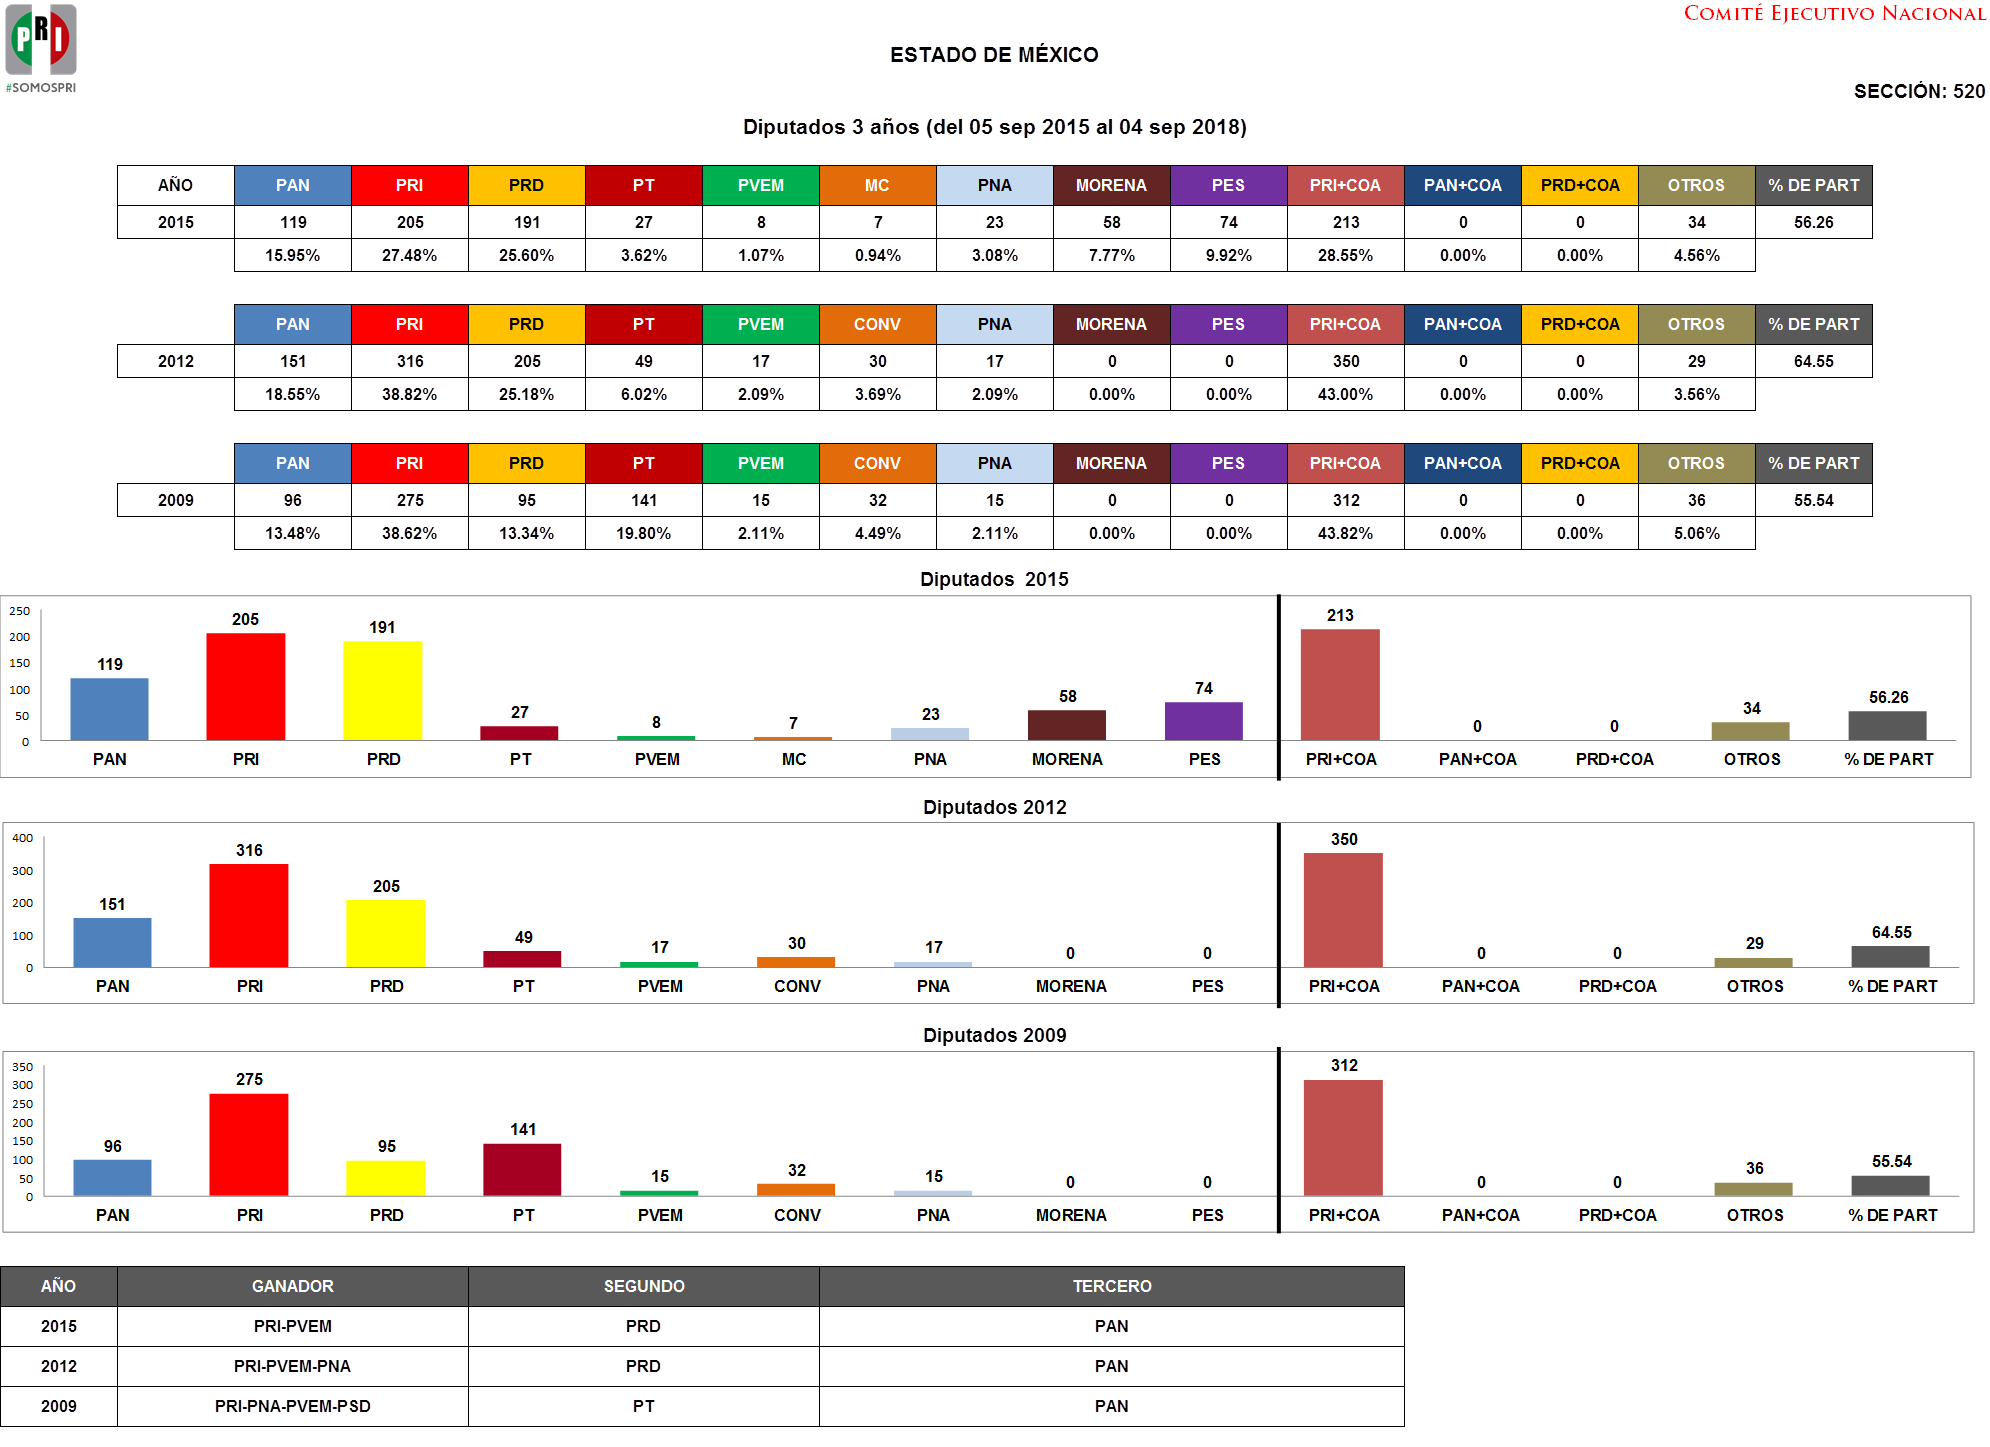 PRI
#SOMOSPRI
COMITÉ EJECUTIVO NACIONAL
ESTADO DE MÉXICO
SECCIÓN: 520
Diputados 3 años (del 05 sep 2015 al 04 sep 2018)
AÑO PAN PRI PRD PT PVEM MC PNA MORENA PES PRI+COA PAN+COA PRD+COA OTROS % DE PART
2015 119 205 191 27 8 7 23 58 74 213 0 0 34 56.26
15.95% 27.48% 25.60% 3.62% 1.07% 0.94% 3.08% 7.77% 9.92% 28.55% 0.00% 0.00% 4.56%
PAN PRI PRD PT PVEM CONV PNA MORENA PES PRI+COA PAN+COA PRD+COA OTROS % DE PART
2012 151 316 205 49 17 30 17 0 0 350 0 0 29 64.55
18.55% 38.82% 25.18% 6.02% 2.09% 3.69% 2.09% 0.00% 0.00% 43.00% 0.00% 0.00% 3.56%
PAN PRI PRD PT PVEM CONV PNA MORENA PES PRI+COA PAN+COA PRD+COA OTROS % DE PART
2009 96 275 95 141 15 32 15 0 0 312 0 0 36 55.54
13.48% 38.62% 13.34% 19.80% 2.11% 4.49% 2.11% 0.00% 0.00% 43.82% 0.00% 0.00% 5.06%
Diputados 2015
250
200
150
100
50
0
119 205 191 27 8 7 23 58 74 213 0 0 34 56.26
PAN PRI PRD PT PVEM MC PNA MORENA PES PRI+COA PAN+COA PRD+COA OTROS % DE PART
Diputados 2012
400
300
200
100
0
151 316 205 49 17 30 17 0 0 350 0 0 29 64.55
PAN PRI PRD PT PVEM CONV PNA MORENA PES PRI+COA PAN+COA PRD+COA OTROS % DE PART
Diputados 2009
350
300
250
200
150
100
50
0
96 275 95 141 15 32 15 0 0 312 0 0 36 55.54
PAN PRI PRD PT PVEM CONV PNA MORENA PES PRI+COA PAN+COA PRD+COA OTROS % DE PART
AÑO GANADOR SEGUNDO TERCERO
2015 PRI-PVEM PRD PAN
2012 PRI-PVEM-PNA PRD PAN
2009 PRI-PNA-PVEM-PSD PT PAN